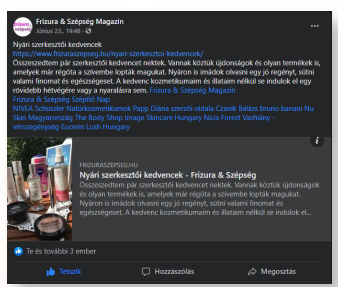 Frizura & Szépség Magazin
Június 23., 19:48 ·
Nyári szerkesztői kedvencek
https://www.frizuraszepseg.hu/nyari-szerkesztoi-kedvencek/
Összeszedtem pár szerkesztői kedvencet nektek. Vannak köztük újdonságok és olyan termékek is,
amelyek már régóta a szívembe lopták magukat. Nyáron is imádok olvasni egy jó regényt, sütni
valami finomat és egészségeset. A kedvenc kozmetikumaim és illataim nélkül se indulok el egy
rövidebb hétvégére vagy a nyaralásra sem. Frizura & Szépség Magazin
Frizura & Szépség Szépítő Nap
NIVEA Schüssler Natúrkozmetikumok Papp Diána szerzői oldala Czanik Balázs bruno banani Nu
Skin Magyarország The Body Shop Image Skincare Hungary Nala Forest Vashiány -
vérszegénység Eucerin Lush Hungary
FRIZURASZEPSEG.HU
Nyári szerkesztői kedvencek - Frizura & Szépség
Összeszedtem pár szerkesztői kedvencet nektek. Vannak köztük újdonságok
és olyan termékek is, amelyek már régóta a szívembe lopták magukat.
Nyáron is imádok olvasni egy jó regényt, sütni valami finomat és
egészségeset. A kedvenc kozmetikumaim és illataim nélkül se indulok el...
Te és további 3 ember
Tetszik
Hozzászólás
Megosztás